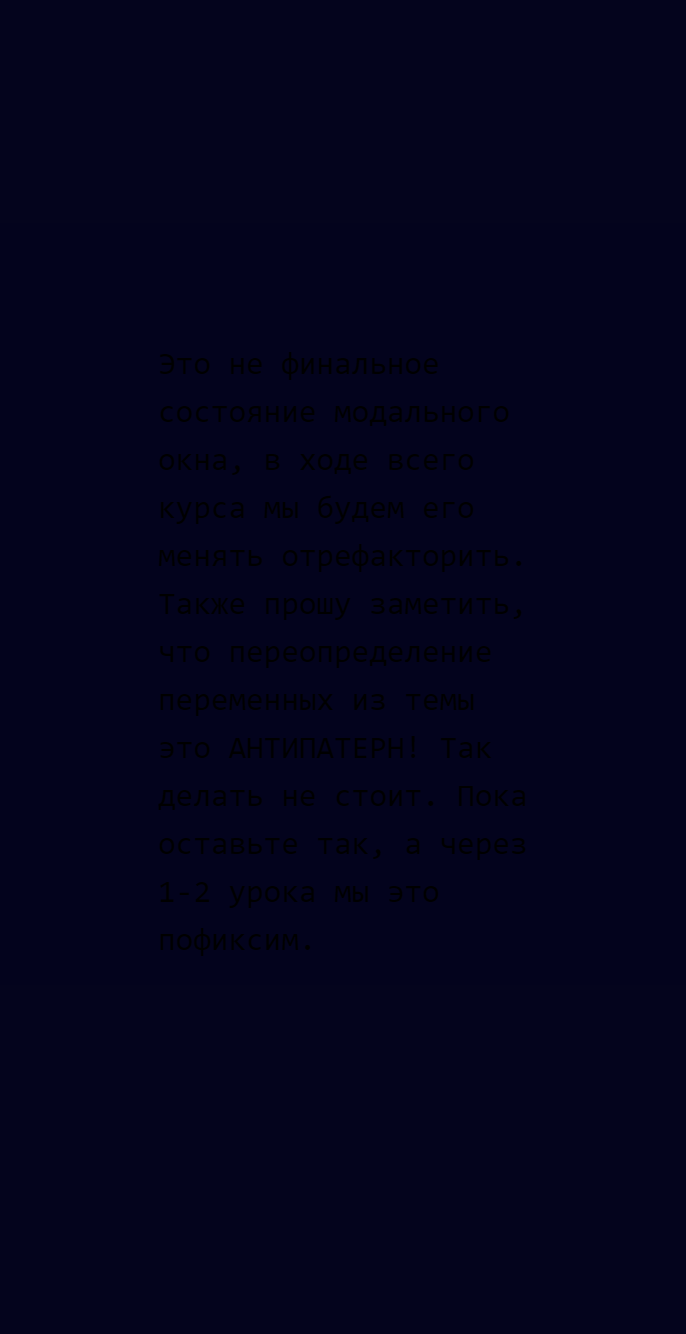 Это не финальное
состояние модального
окна, в ходе всего
курса мы будем его
менять отрефакторить.
Также прошу заметить,
что переопределение
переменных из темы
это АНТИПАТЕРН! Так
делать не стоит. Пока
оставьте так, а через
1-2 урока мы это
пофиксим.